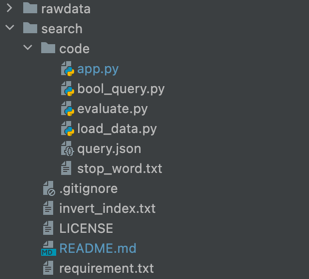 rawdata
search
code
app.py
bool_query.py
evaluate.py
load_data.py
query.json
stop_word.txt
.gitignore
invert_index.txt
LICENSE
README.md
requirement.txt